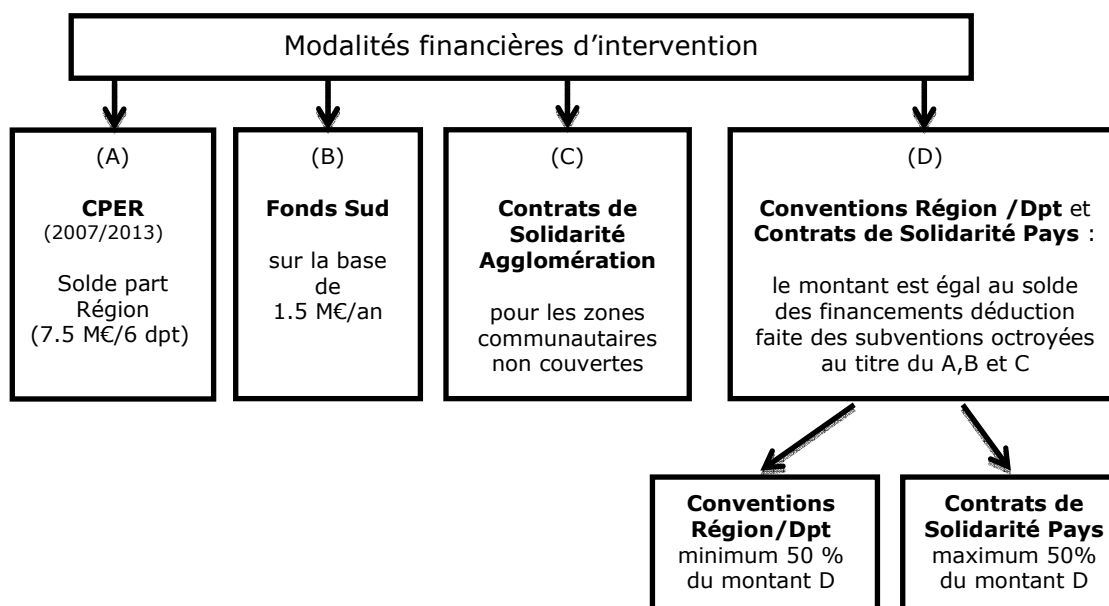 Modalités financières d’intervention
(A)
CPER
(2007/2013)
Solde part
Région
(7.5 M€/6 dpt)
(B)
Fonds Sud
sur la base
de
1.5 M€/an
(C)
Contrats de
Solidarité
Agglomération
pour les zones
communautaires
non couvertes
(D)
Conventions Région /Dpt et
Contrats de Solidarité Pays :
le montant est égal au solde
des financements déduction
faite des subventions octroyées
au titre du A,B et C
Conventions
Région/Dpt
minimum 50 %
du montant D
Contrats de
Solidarité Pays
maximum 50%
du montant D